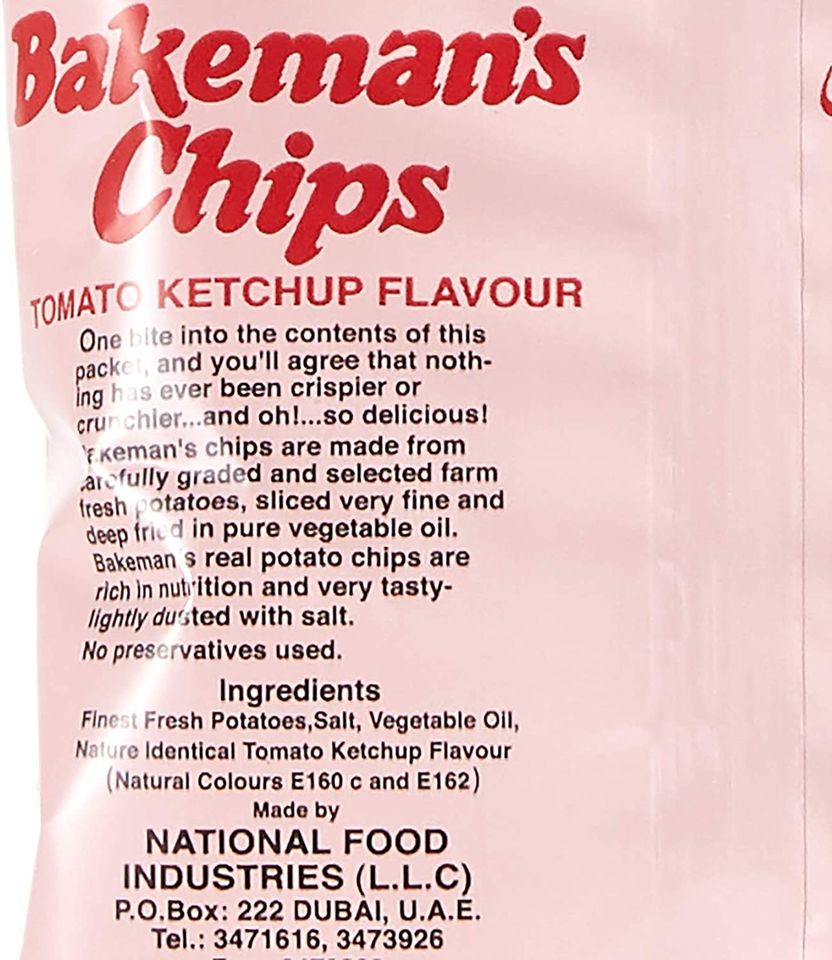 Bakeman's
Chips
TOMATO KETCHUP FLAVOUR
One bite into the contents of this
packet, and you'll agree that noth-
ing has ever been crispier or
crunchier...and oh!...so delicious!
Bakeman's chips are made from
carefully graded and selected farm
fresh potatoes, sliced very fine and
deep fried in pure vegetable oil.
Bakeman's real potato chips are
rich in nutrition and very tasty-
lightly dusted with salt.
No preservatives used.
Ingredients
Finest Fresh Potatoes,Salt, Vegetable Oil,
Nature Identical Tomato Ketchup Flavour
(Natural Colours E160 c and E162)
Made by
NATIONAL FOOD
INDUSTRIES (L.L.C)
P.O.Box: 222 DUBAI, U.A.E.
Tel.: 3471616, 3473926